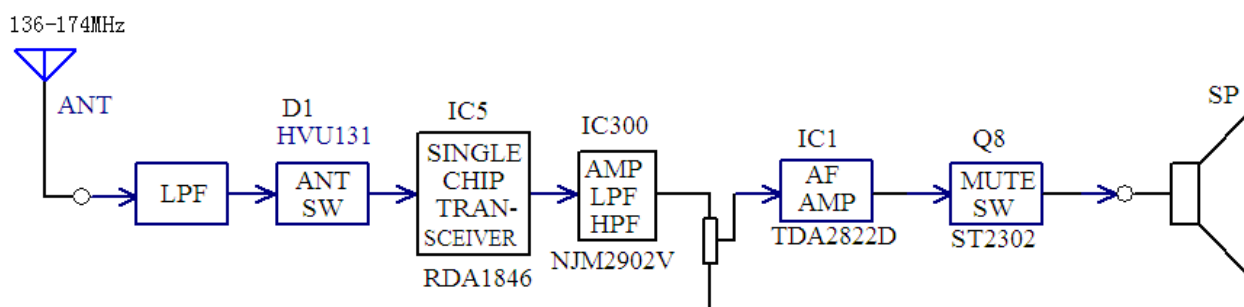 136-174MHz
ANT
LPF
D1
HVU131
ANT
SW
IC5
SINGLE
CHIP
TRAN-
SCEIVER
RDA1846
IC300
AMP
LPF
HPF
NJM2902V
IC1
AF
AMP
TDA2822D
Q8
MUTE
SW
ST2302
SP